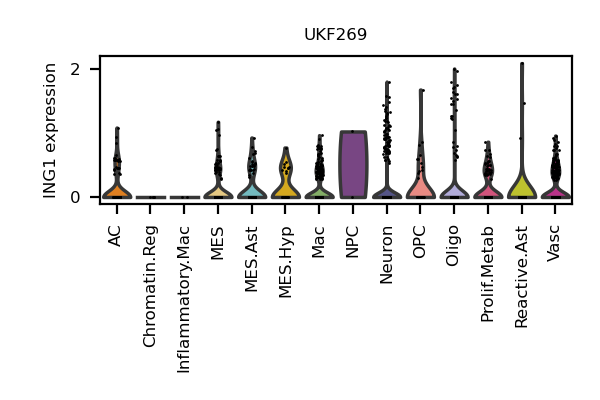 UKF269
ING1 expression
2
0
AC
Chromatin.Reg
Inflammatory.Mac
MES
MES.Ast
MES.Hyp
Mac
NPC
Neuron
OPC
Oligo
Prolif.Metab
Reactive.Ast
Vasc